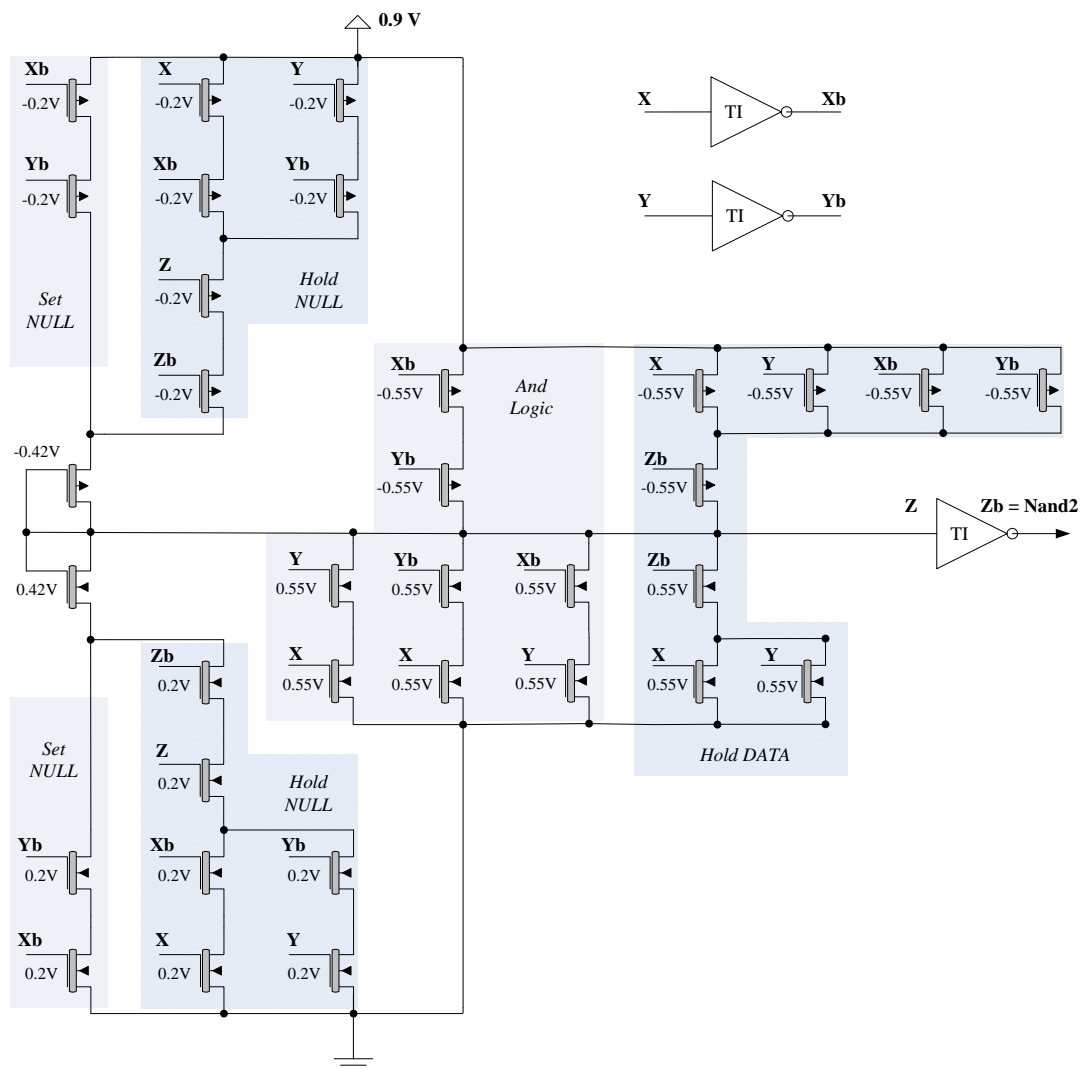 0.9 V
Xb
-0.2V
X
-0.2V
Y
-0.2V
X
TI
Xb
Yb
-0.2V
Xb
-0.2V
Yb
-0.2V
Y
TI
Yb
Set
NULL
Z
-0.2V
Hold
NULL
Zb
-0.2V
Xb
-0.55V
And
Logic
X
-0.55V
Y
-0.55V
Xb
-0.55V
Yb
-0.55V
-0.42V
Yb
-0.55V
Zb
-0.55V
Z
TI
Zb = Nand2
0.42V
Y
0.55V
Yb
0.55V
Xb
0.55V
Zb
0.55V
Zb
0.2V
X
0.55V
X
0.55V
Y
0.55V
X
0.55V
Y
0.55V
Set
NULL
Z
0.2V
Hold
NULL
Hold DATA
Yb
0.2V
Xb
0.2V
Yb
0.2V
Xb
0.2V
X
0.2V
Y
0.2V